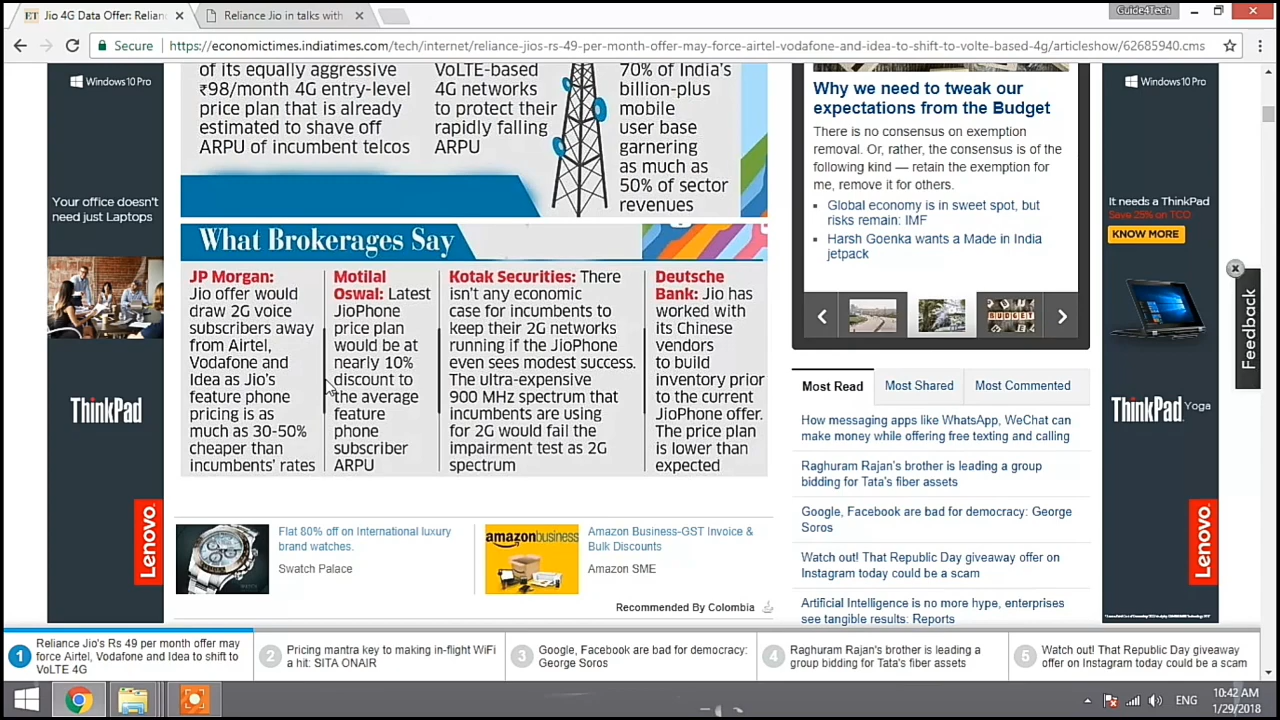 ET Jio 4G Data Offer: Relian
Reliance Jio in talks with
Guide4Tech
Secure
https://economictimes.indiatimes.com/tech/internet/reliance-jios-rs-49-per-month-offer-may-force-airtel-vodafone-and-idea-to-shift-to-volte-based-4g/articleshow/62685940.cms
Windows 10 Pro
Your office doesn't
need just Laptops
ThinkPad
Lenovo
of its equally aggressive
₹98/month 4G entry-level
price plan that is already
estimated to shave off
ARPU of incumbent telcos
VoLTE-based
4G networks
to protect their
rapidly falling
ARPU
70% of India's
billion-plus
mobile
user base
garnering
as much as
50% of sector
revenues
What Brokerages Say
JP Morgan:
Jio offer would
draw 2G voice
subscribers away
from Airtel,
Vodafone and
Idea as Jio's
feature phone
pricing is as
much as 30-50%
cheaper than
incumbents' rates
Motilal
Oswal: Latest
JioPhone
price plan
would be at
nearly 10%
discount to
the average
feature
phone
subscriber
ARPU
Kotak Securities: There
isn't any economic
case for incumbents to
keep their 2G networks
running if the JioPhone
even sees modest success.
The ultra-expensive
900 MHz spectrum that
incumbents are using
for 2G would fail the
impairment test as 2G
spectrum
Deutsche
Bank: Jio has
worked with
its Chinese
vendors
to build
inventory prior
to the current
JioPhone offer.
The price plan
is lower than
expected
Flat 80% off on International luxury
brand watches.
Swatch Palace
amazonbusiness
Amazon Business-GST Invoice &
Bulk Discounts
Amazon SME
Recommended By Colombia
Why we need to tweak our
expectations from the Budget
There is no consensus on exemption
removal. Or, rather, the consensus is of the
following kind — retain the exemption for
me, remove it for others.
Global economy is in sweet spot, but
risks remain: IMF
Harsh Goenka wants a Made in India
jetpack
BUDGET
Most Read
Most Shared
Most Commented
How messaging apps like WhatsApp, WeChat can
make money while offering free texting and calling
Raghuram Rajan's brother is leading a group
bidding for Tata's fiber assets
Google, Facebook are bad for democracy: George
Soros
Watch out! That Republic Day giveaway offer on
Instagram today could be a scam
Artificial Intelligence is no more hype, enterprises
see tangible results: Reports
Windows 10 Pro
It needs a ThinkPad
Save 25% on TCO
KNOW MORE
Feedback
ThinkPad Yoga
Lenovo
1 Reliance Jio's Rs 49 per month offer may
force Airtel, Vodafone and Idea to shift to
VoLTE 4G
2 Pricing mantra key to making in-flight WiFi
a hit: SITA ONAIR
3 Google, Facebook are bad for democracy:
George Soros
4 Raghuram Rajan's brother is leading a
group bidding for Tata's fiber assets
5 Watch out! That Republic Day giveaway
offer on Instagram today could be a scam
ENG
10:42 AM
1/29/2018